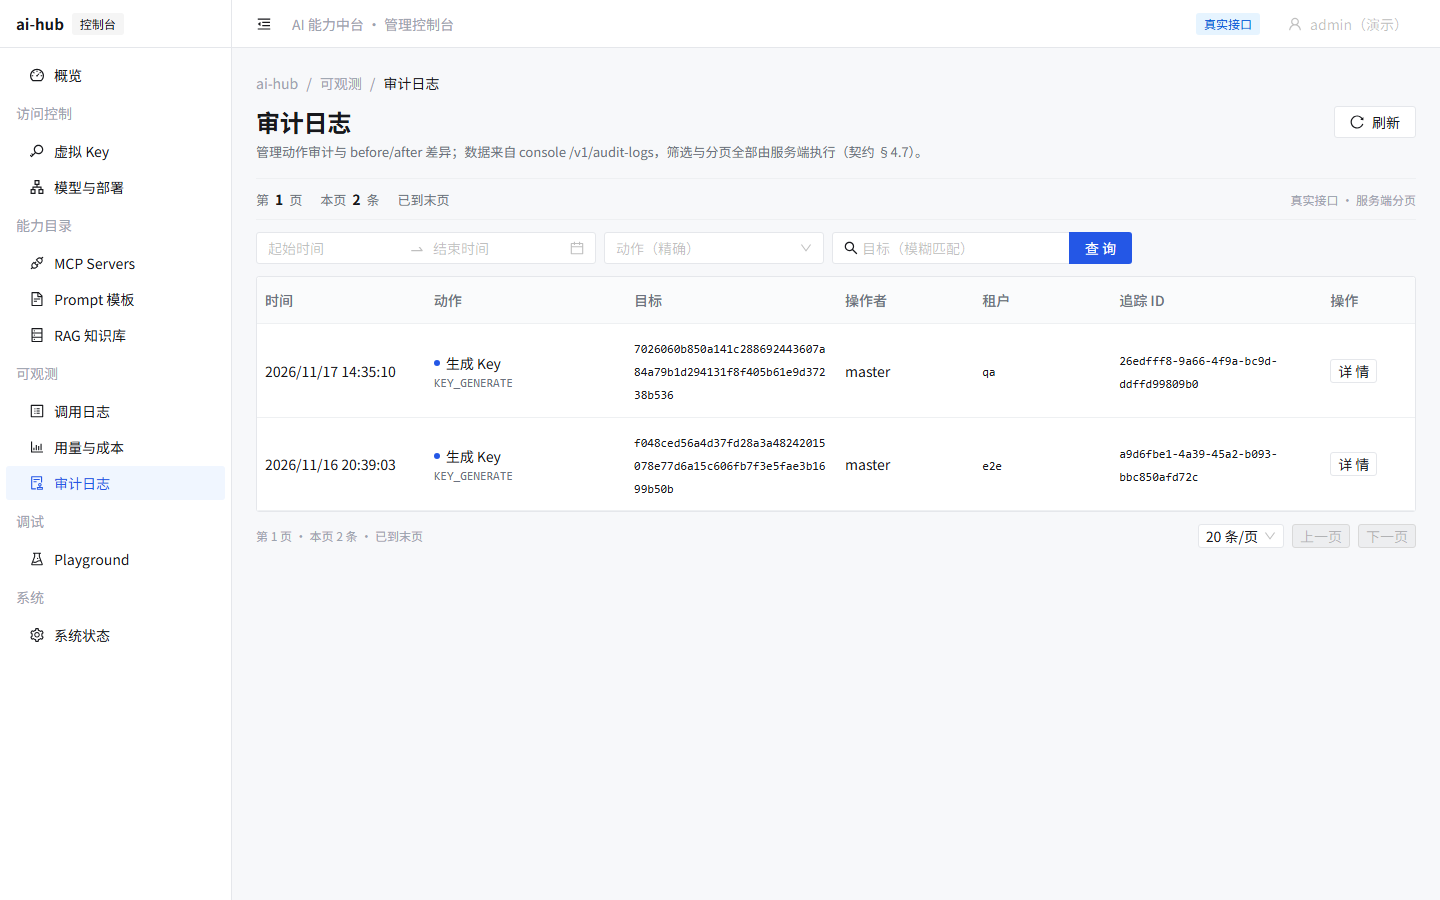 ai-hub 控制台
AI 能力中台 • 管理控制台
真实接口
admin（演示）
概览
访问控制
虚拟 Key
模型与部署
能力目录
MCP Servers
Prompt 模板
RAG 知识库
可观测
调用日志
用量与成本
审计日志
调试
Playground
系统
系统状态
ai-hub / 可观测 / 审计日志
审计日志
刷新
管理动作审计与 before/after 差异；数据来自 console /v1/audit-logs，筛选与分页全部由服务端执行（契约 §4.7）。
第 1 页 本页 2 条 已到末页
真实接口 • 服务端分页
起始时间 结束时间 动作（精确） 目标（模糊匹配） 查 询
时间 动作 目标 操作者 租户 追踪 ID 操作
2026/11/17 14:35:10
生成 Key
KEY_GENERATE
7026060b850a141c288692443607a
84a79b1d294131f8f405b61e9d372
38b536
master
qa
26edfff8-9a66-4f9a-bc9d-
ddffd99809b0
详 情
2026/11/16 20:39:03
生成 Key
KEY_GENERATE
f048ced56a4d37fd28a3a48242015
078e77d6a15c606fb7f3e5fae3b16
99b50b
master
e2e
a9d6fbe1-4a39-45a2-b093-
bbc850afd72c
详 情
第 1 页 • 本页 2 条 • 已到末页
20 条/页 上一页 下一页